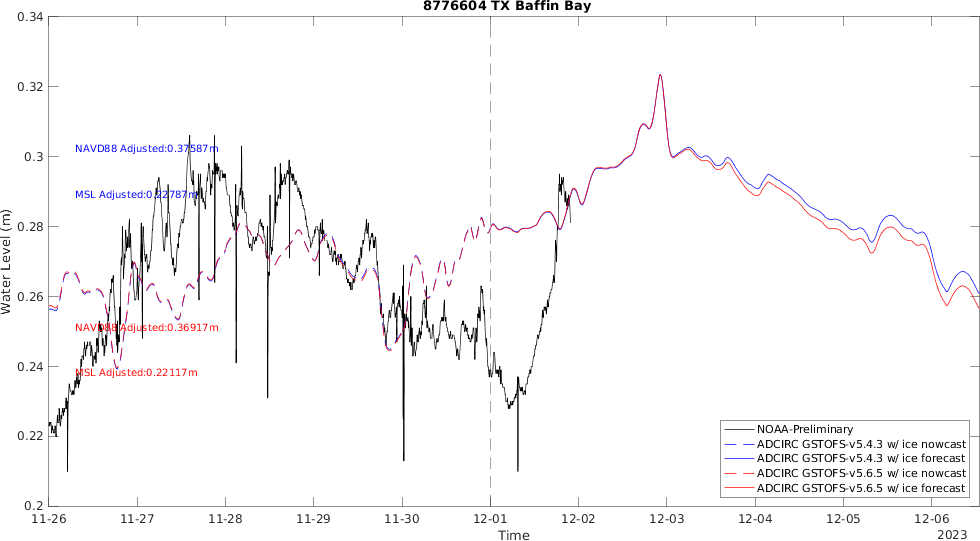 8776604 TX Baffin Bay
0.34
0.32
0.3
0.28
0.26
0.24
0.22
0.2
Water Level (m)
NAVD88 Adjusted:0.37587m
MSL Adjusted:0.22787m
NAVD88 Adjusted:0.36917m
MSL Adjusted:0.22117m
NOAA-Preliminary
ADCIRC GSTOFS-v5.4.3 w/ ice nowcast
ADCIRC GSTOFS-v5.4.3 w/ ice forecast
ADCIRC GSTOFS-v5.6.5 w/ ice nowcast
ADCIRC GSTOFS-v5.6.5 w/ ice forecast
11-26 11-27 11-28 11-29 11-30 12-01 12-02 12-03 12-04 12-05 12-06
Time
2023